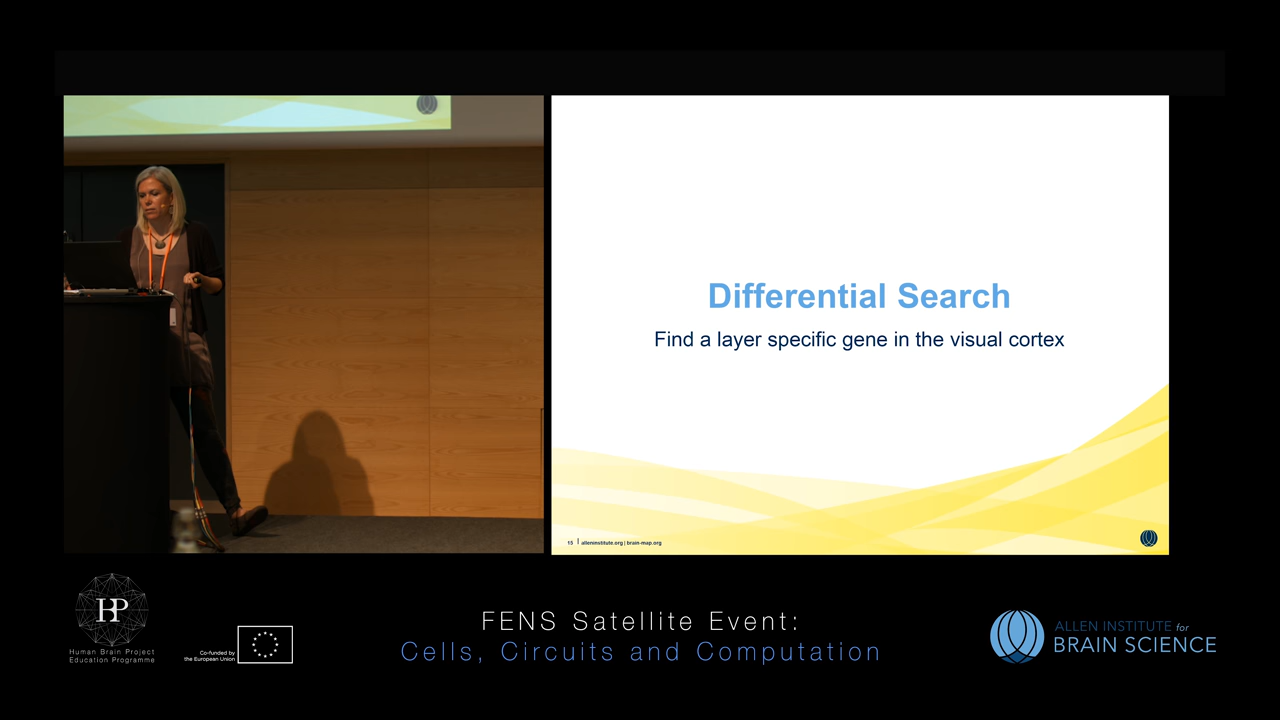 Differential Search
Find a layer specific gene in the visual cortex
15 | alleninstitute.org | brain-map.org
HBP
Human Brain Project
Education Programme
Co-funded by
the European Union
FENS Satellite Event:
Cells, Circuits and Computation
ALLEN INSTITUTE for
BRAIN SCIENCE